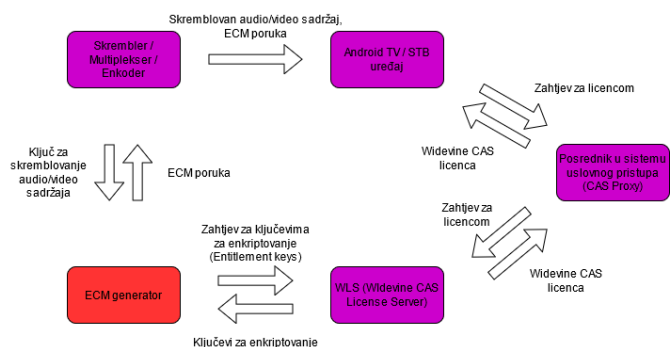 Skremblovan audio/video sadržaj,
ECM poruka
Skrembler /
Multiplekser /
Enkoder
Android TV / STB
uređaj
Zahtjev za licencom
Widevine CAS
licenca
Ključ za
skremblovanje
audio/video
sadržaja
ECM poruka
Posrednik u sistemu
uslovnog pristupa
(CAS Proxy)
Zahtjev za
licencom
Widevine CAS
licenca
Zahtjev za ključevima
za enkriptovanje
(Entitlement keys)
ECM generator
WLS (Widevine CAS
License Server)
Ključevi za enkriptovanje